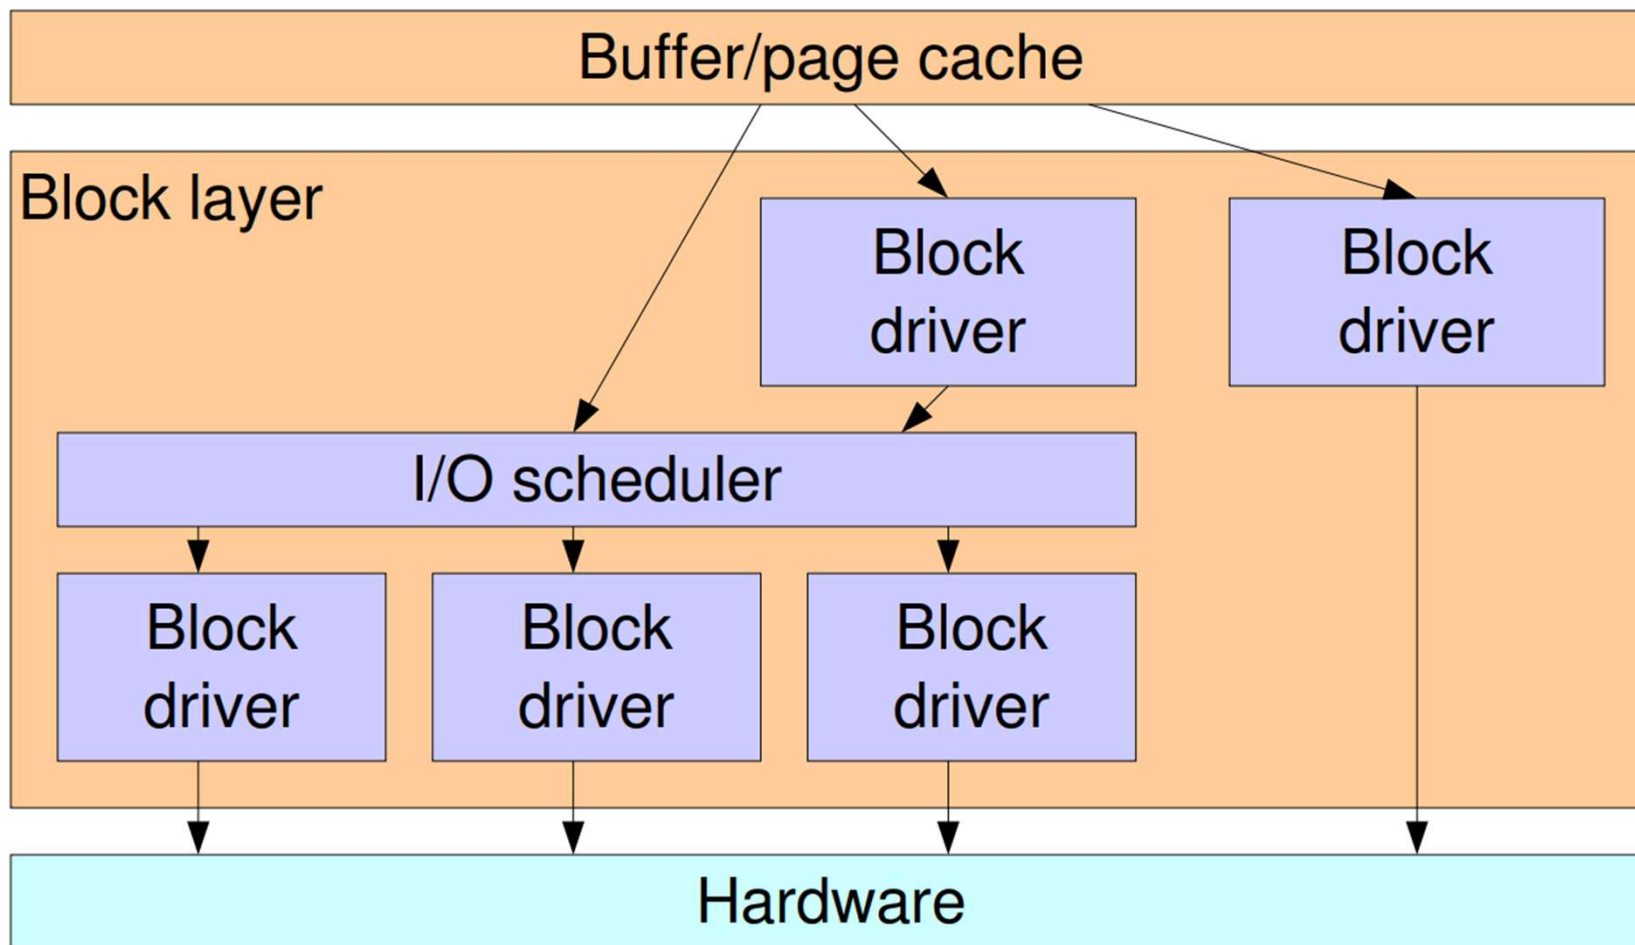 Buffer/page cache
Block layer
Block
driver
Block
driver
I/O scheduler
Block
driver
Block
driver
Block
driver
Hardware